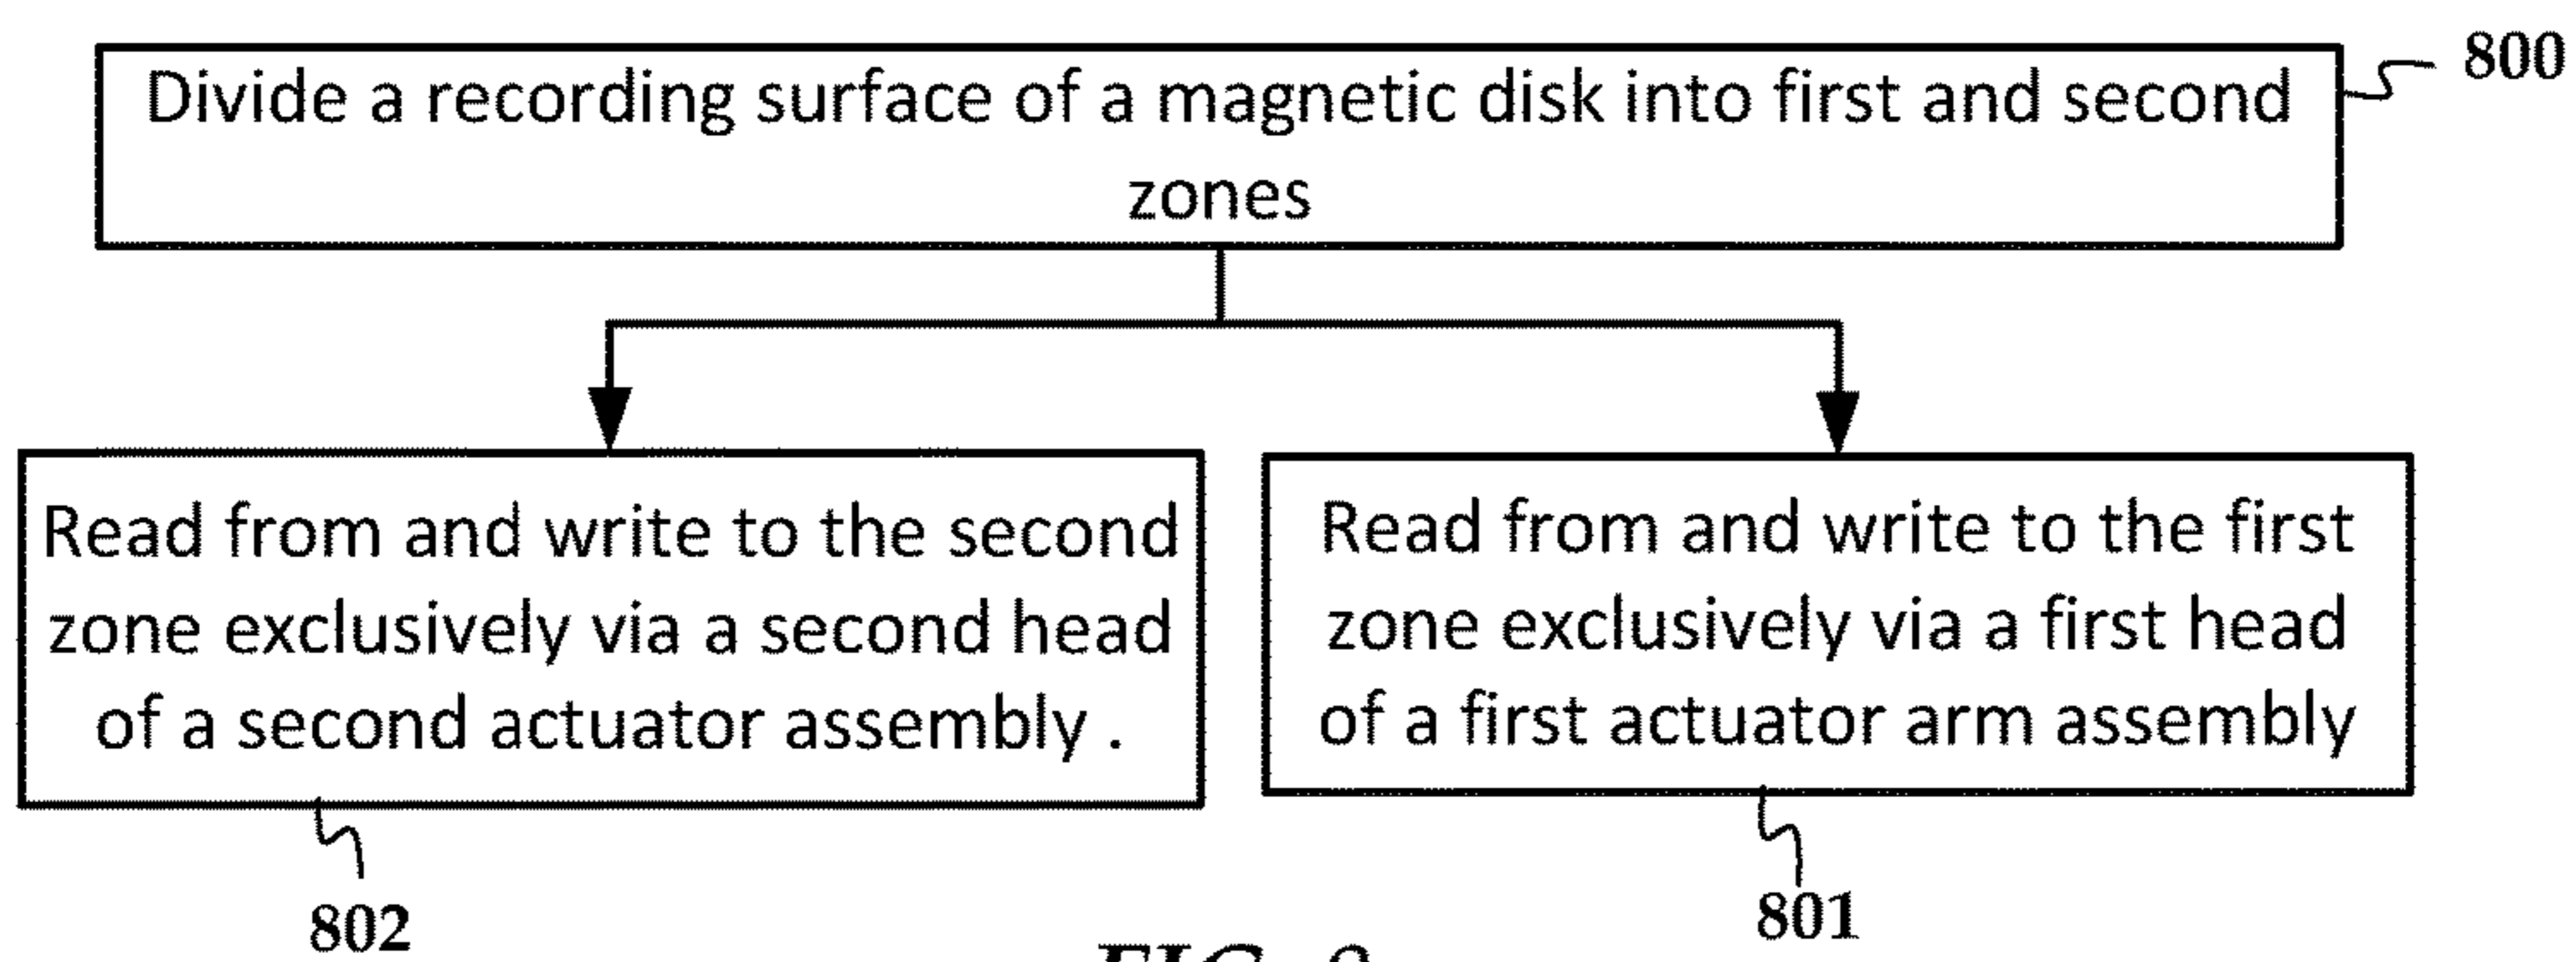 Divide a recording surface of a magnetic disk into first and second
zones
800
Read from and write to the second
zone exclusively via a second head
of a second actuator assembly .
802
Read from and write to the first
zone exclusively via a first head
of a first actuator arm assembly
801
FIG.